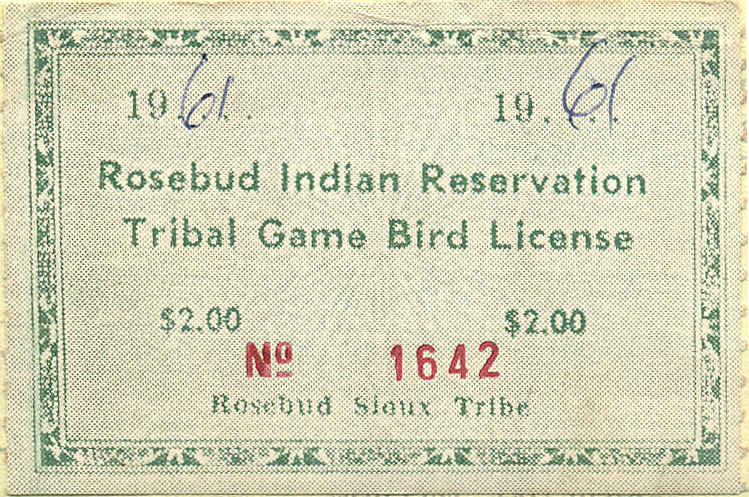 19.61.. 19.61..
Rosebud Indian Reservation
Tribal Game Bird License
$2.00 $2.00
Nº 1642
Rosebud Sioux Tribe